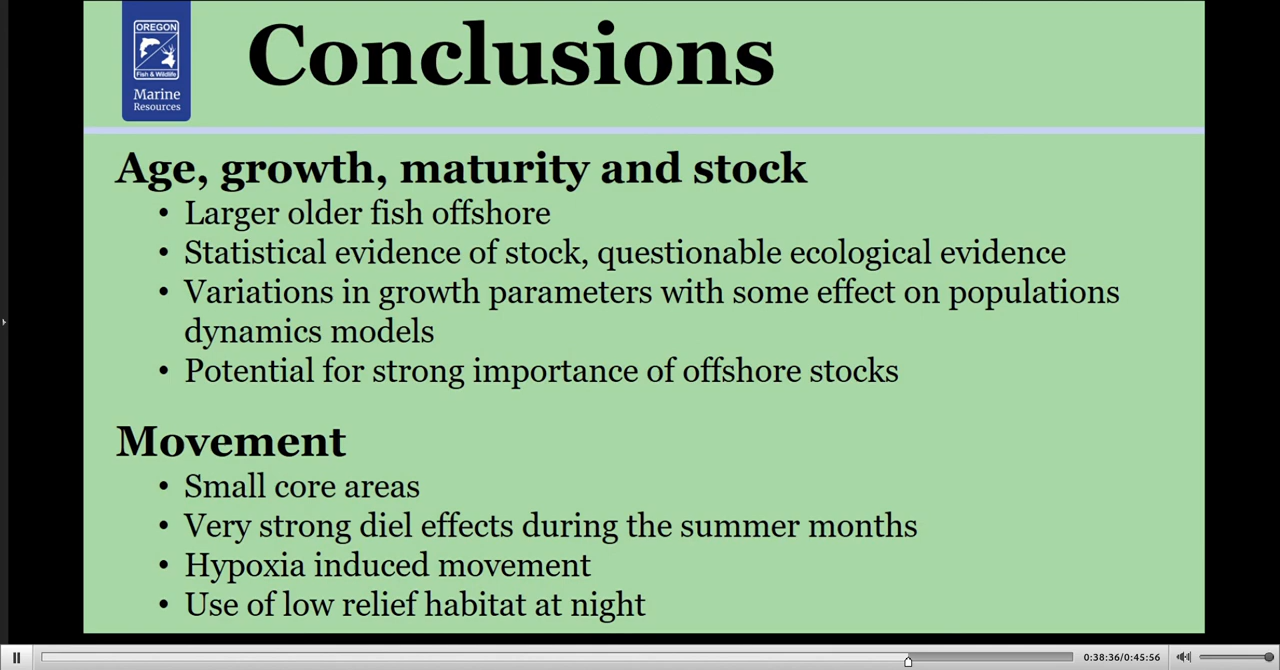 OREGON
Fish & Wildlife
Marine
Resources
Conclusions
Age, growth, maturity and stock
• Larger older fish offshore
• Statistical evidence of stock, questionable ecological evidence
• Variations in growth parameters with some effect on populations
dynamics models
• Potential for strong importance of offshore stocks
Movement
• Small core areas
• Very strong diel effects during the summer months
• Hypoxia induced movement
• Use of low relief habitat at night
0:38:36/0:45:56